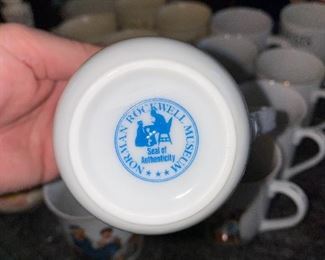 NORMAN ROCKWELL MUSEUM
Seal of
Authenticity